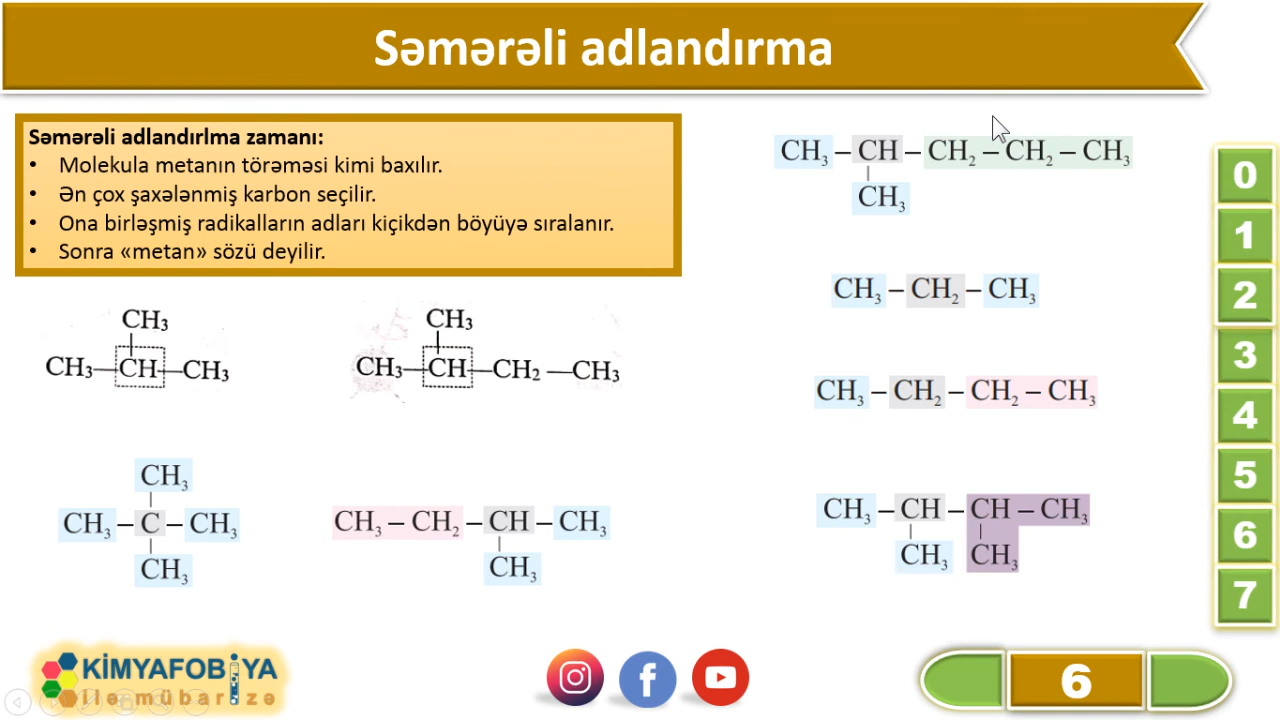 Səmərəli adlandırma
Səmərəli adlandırlma zamanı:
• Molekula metanın törəməsi kimi baxılır.
• Ən çox şaxələnmiş karbon seçilir.
• Ona birləşmiş radikalların adları kiçikdən böyüyə sıralanır.
• Sonra «metan» sözü deyilir.
CH₃
CH₃—CH—CH₃
CH₃
CH₃—CH—CH₂—CH₃
CH₃
CH₃–C–CH₃
CH₃
CH₃–CH₂–CH–CH₃
CH₃
CH₃–CH–CH₂–CH₂–CH₃
CH₃
CH₃–CH₂–CH₃
CH₃–CH₂–CH₂–CH₃
CH₃–CH–CH–CH₃
CH₃ CH₃
0
1
2
3
4
5
6
7
KİMYAFOBİYA
ilə mübarizə
6